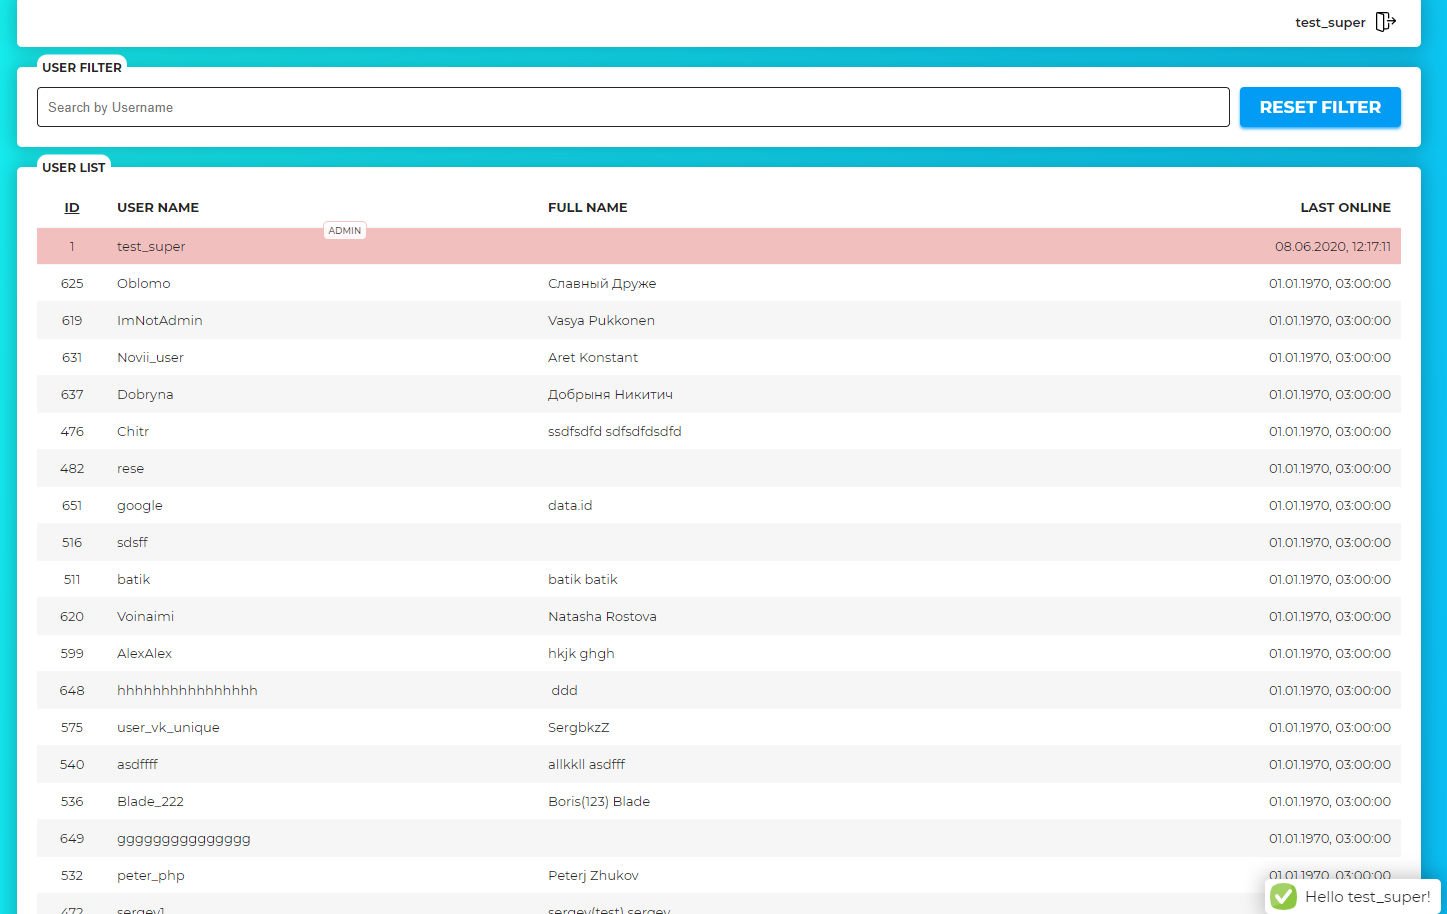 test_super
USER FILTER
Search by Username
RESET FILTER
USER LIST
ID USER NAME FULL NAME LAST ONLINE
ADMIN
1 test_super 08.06.2020, 12:17:11
625 Oblomo Славный Друже 01.01.1970, 03:00:00
619 ImNotAdmin Vasya Pukkonen 01.01.1970, 03:00:00
631 Novii_user Aret Konstant 01.01.1970, 03:00:00
637 Dobryna Добрыня Никитич 01.01.1970, 03:00:00
476 Chitr ssdfsdfd sdfsdfdsdfd 01.01.1970, 03:00:00
482 rese 01.01.1970, 03:00:00
651 google data.id 01.01.1970, 03:00:00
516 sdsff 01.01.1970, 03:00:00
511 batik batik batik 01.01.1970, 03:00:00
620 Voinaimi Natasha Rostova 01.01.1970, 03:00:00
599 AlexAlex hkjk ghgh 01.01.1970, 03:00:00
648 hhhhhhhhhhhhhhhh ddd 01.01.1970, 03:00:00
575 user_vk_unique SergbkzZ 01.01.1970, 03:00:00
540 asdffff allkkll asdfff 01.01.1970, 03:00:00
536 Blade_222 Boris(123) Blade 01.01.1970, 03:00:00
649 ggggggggggggggg 01.01.1970, 03:00:00
532 peter_php Peterj Zhukov 01.01.1970, 03:00:00
472 sergey1 sergey(test) sergey
Hello test_super!